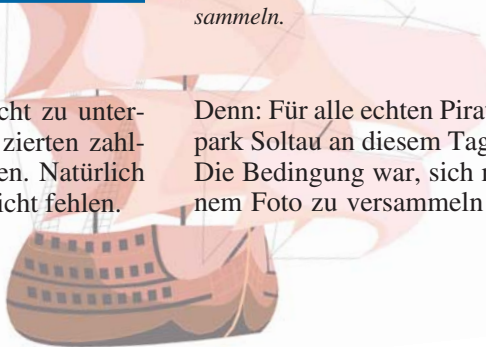 sammeln.
cht zu unter-
zierten zahl-
en. Natürlich
icht fehlen.
Denn: Für alle echten Pirat
park Soltau an diesem Tag
Die Bedingung war, sich
nem Foto zu versammeln